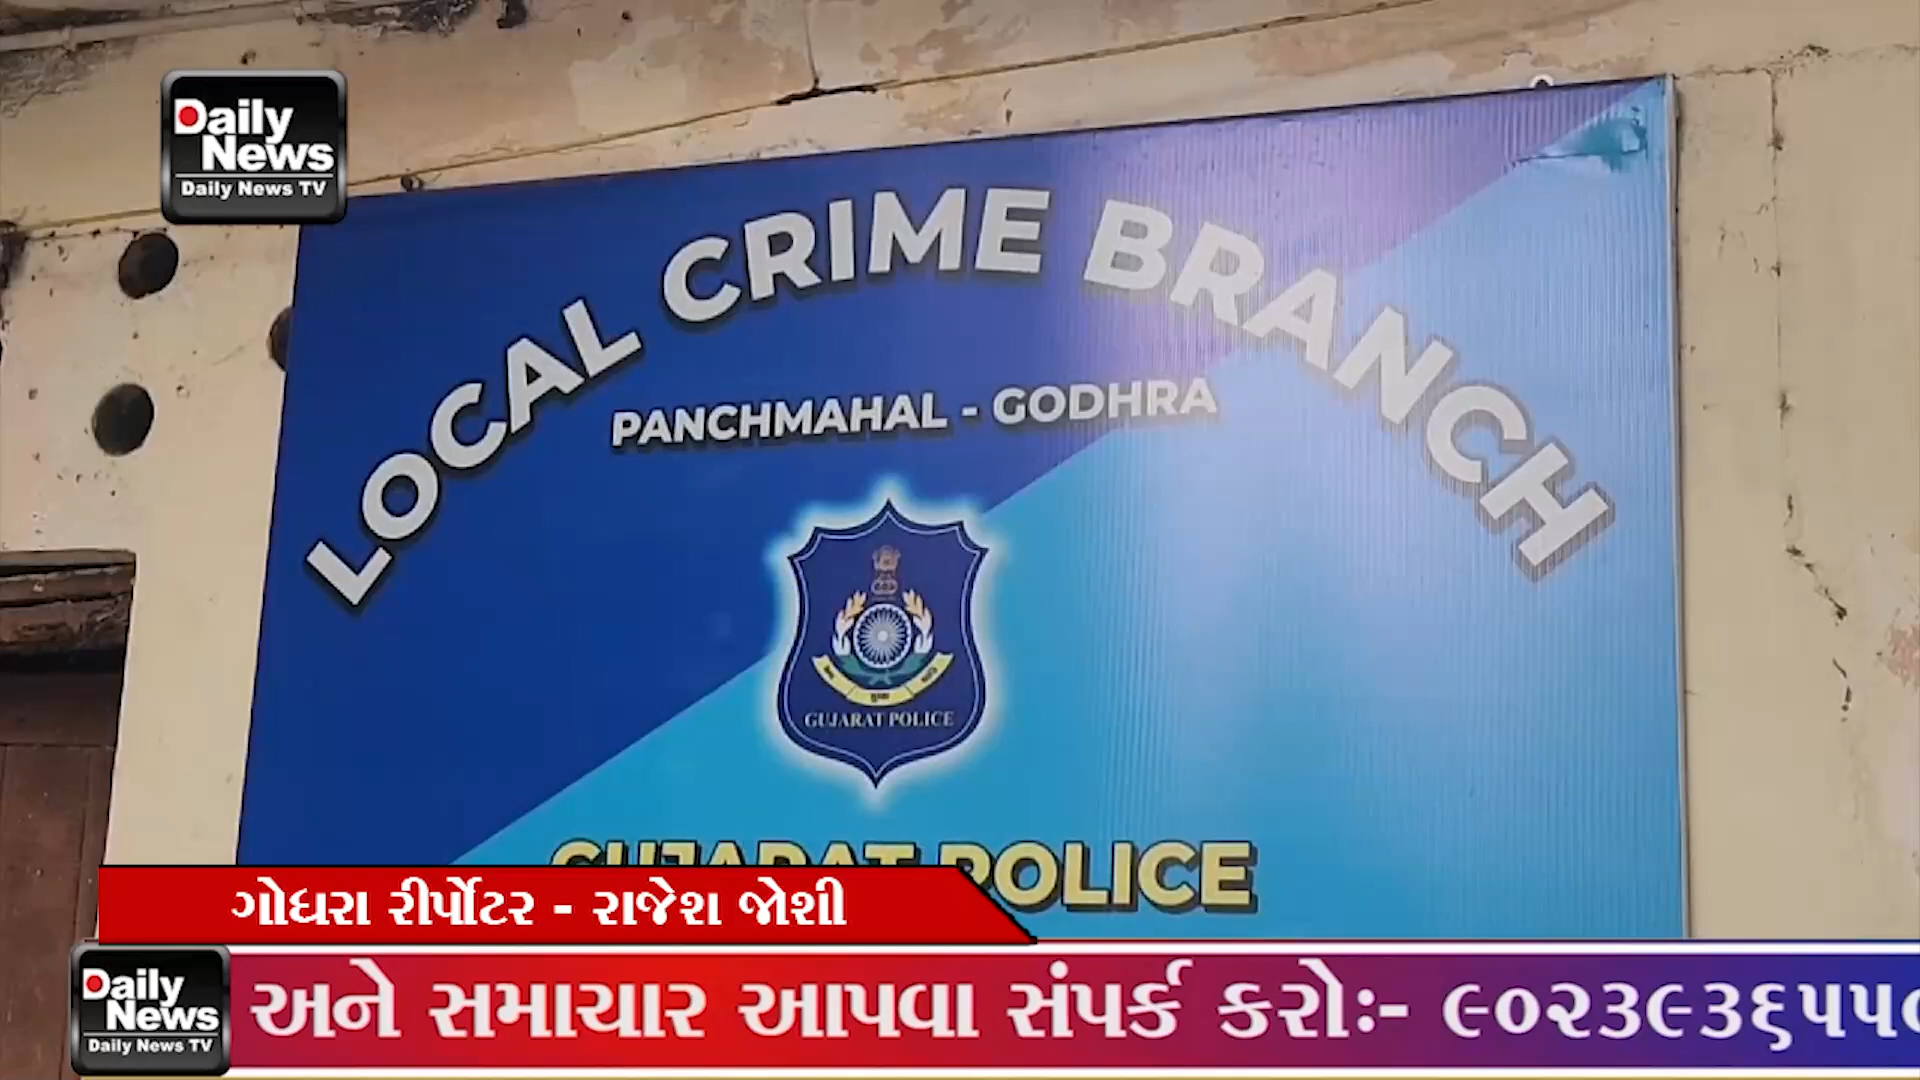 Daily
News
Daily News TV
LOCAL CRIME BRANCH
PANCHMAHAL - GODHRA
GUJARAT POLICE
GUJARAT POLICE
ગોધરા રીર્પોટર - રાજેશ જોશી
Daily
News
Daily News TV
અને સમાચાર આપવા સંપર્ક કરોઃ- ૯૦૨૩૯૩૬૫૫